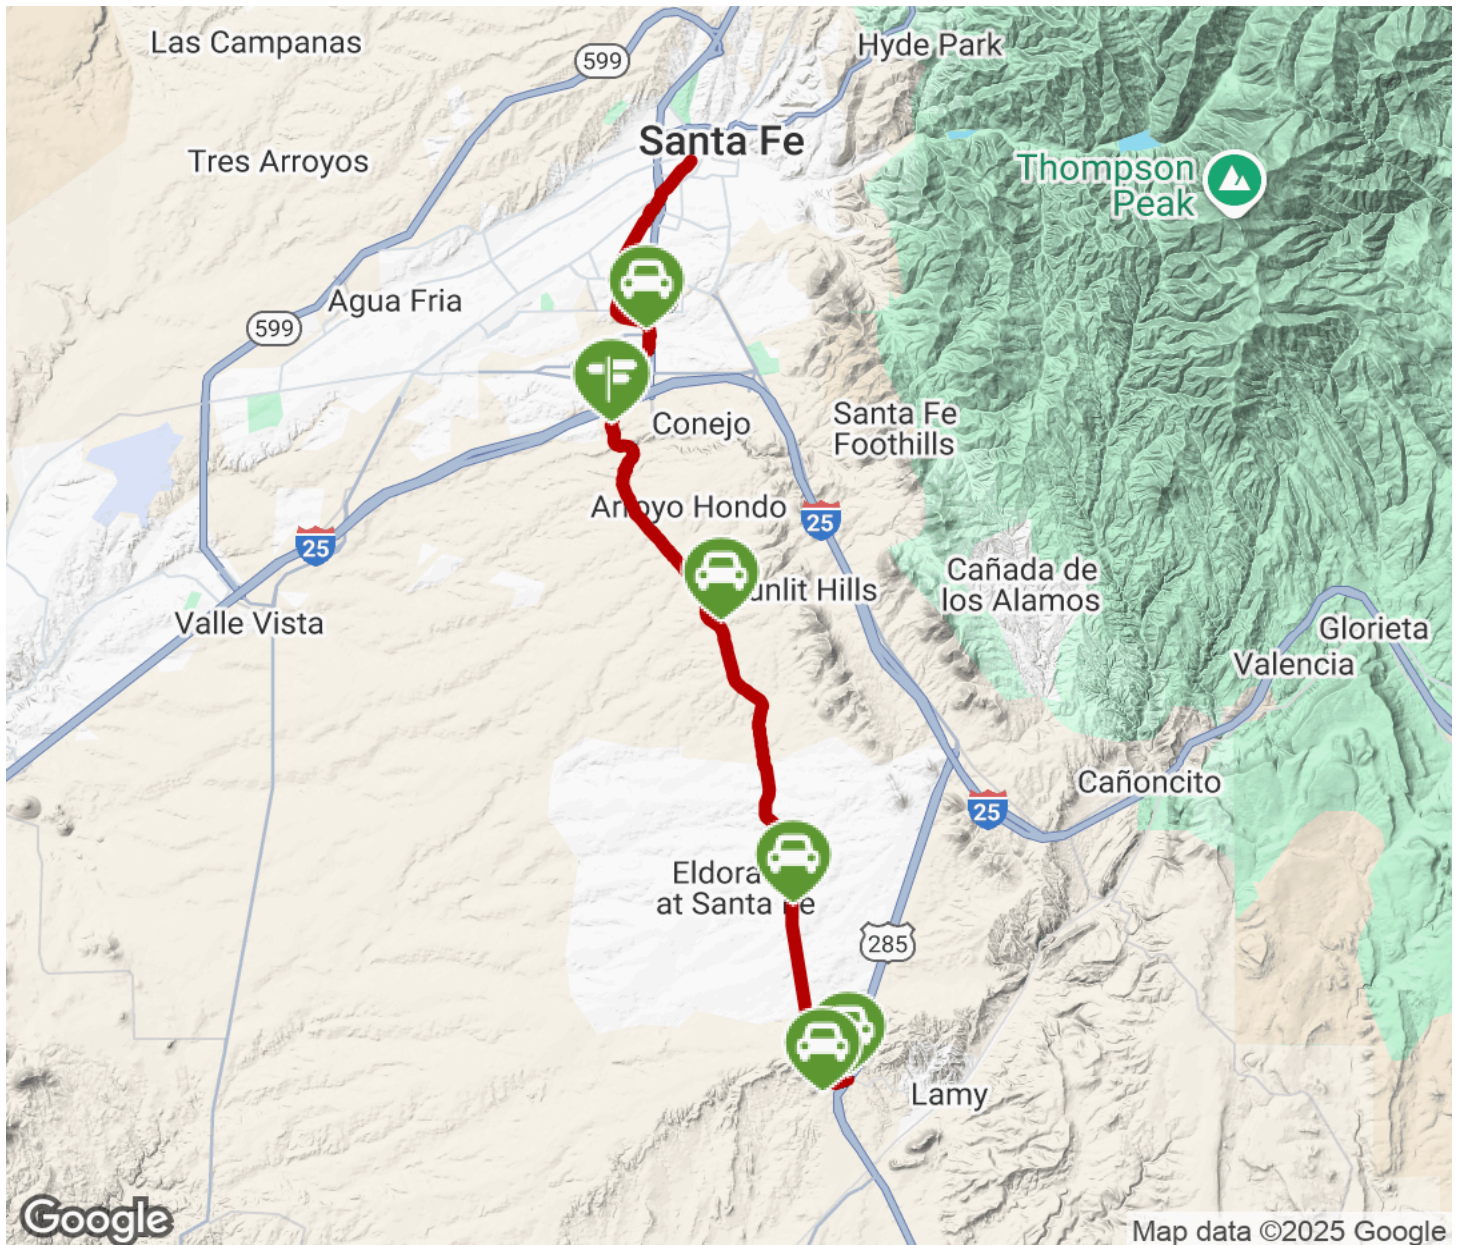 Las Campanas
599
Hyde Park
Santa Fe
Tres Arroyos
Thompson
Peak
Agua Fria
599
Santa Fe
Foothills
Conejo
Arroyo Hondo
25
25
Cañada de
los Alamos
unlit Hills
Valle Vista
Glorieta
Valencia
Cañoncito
25
Eldora
at Santa Fe
285
Lamy
Google
Map data ©2025 Google